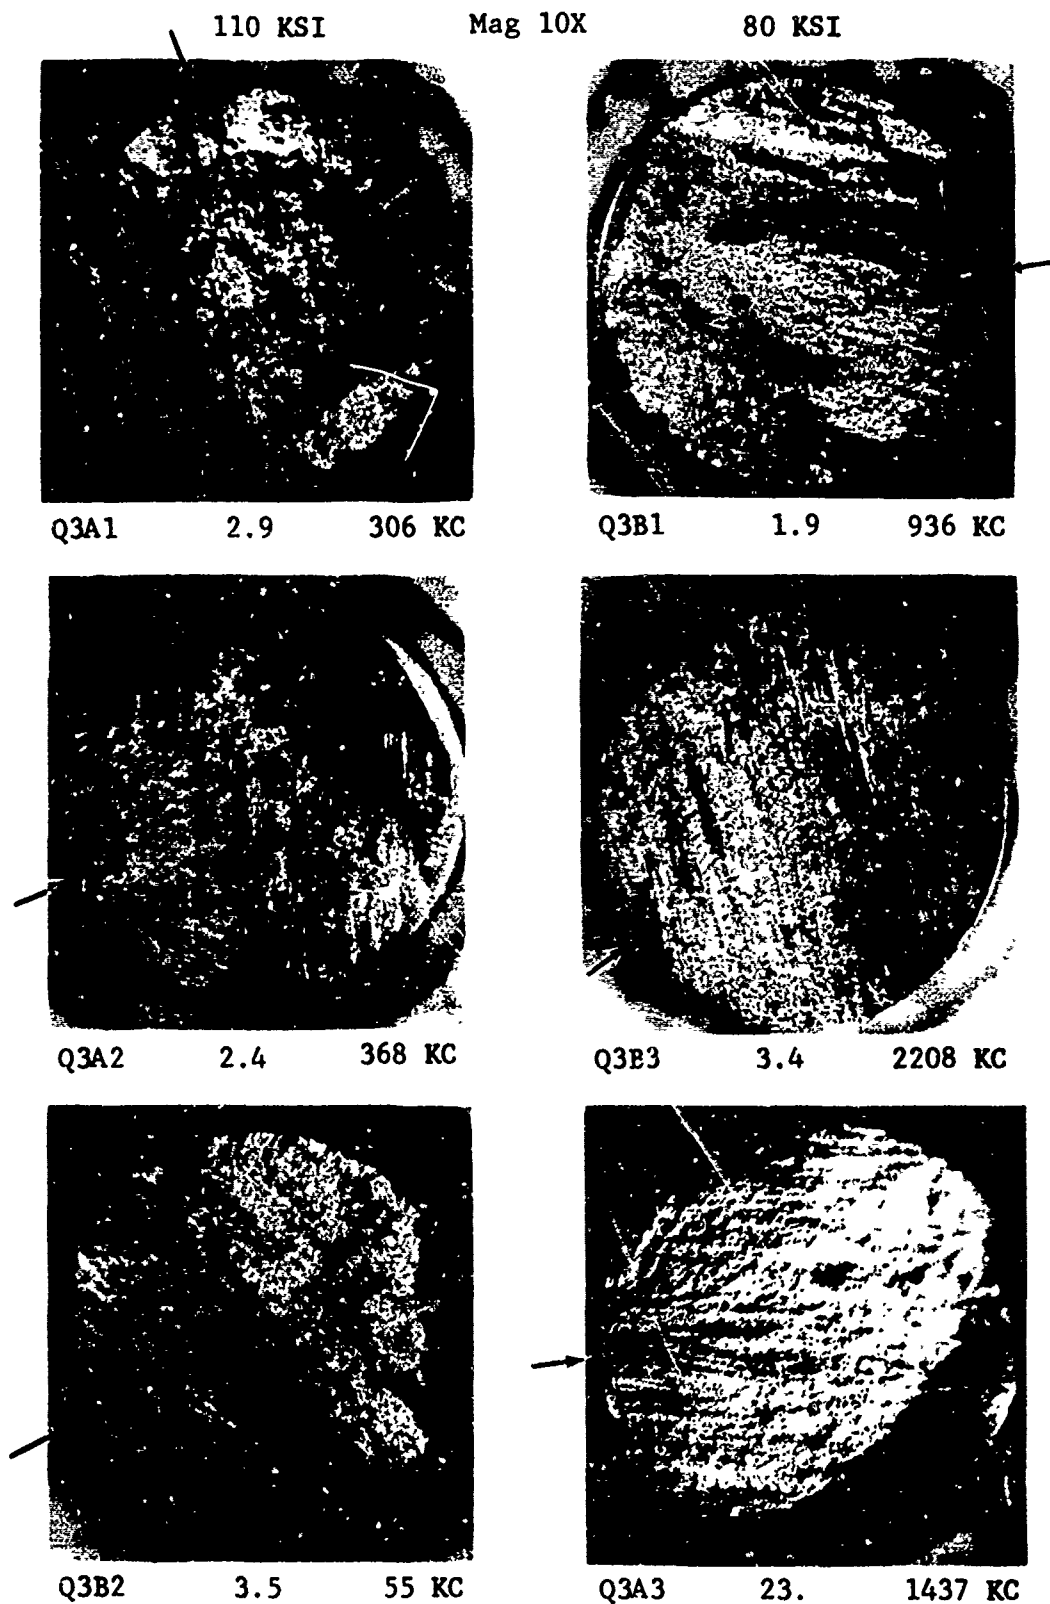 110 KSI Mag 10X 80 KSI
Q3A1 2.9 306 KC Q3B1 1.9 936 KC
Q3A2 2.4 368 KC Q3B3 3.4 2208 KC
Q3B2 3.5 55 KC Q3A3 23. 1437 KC